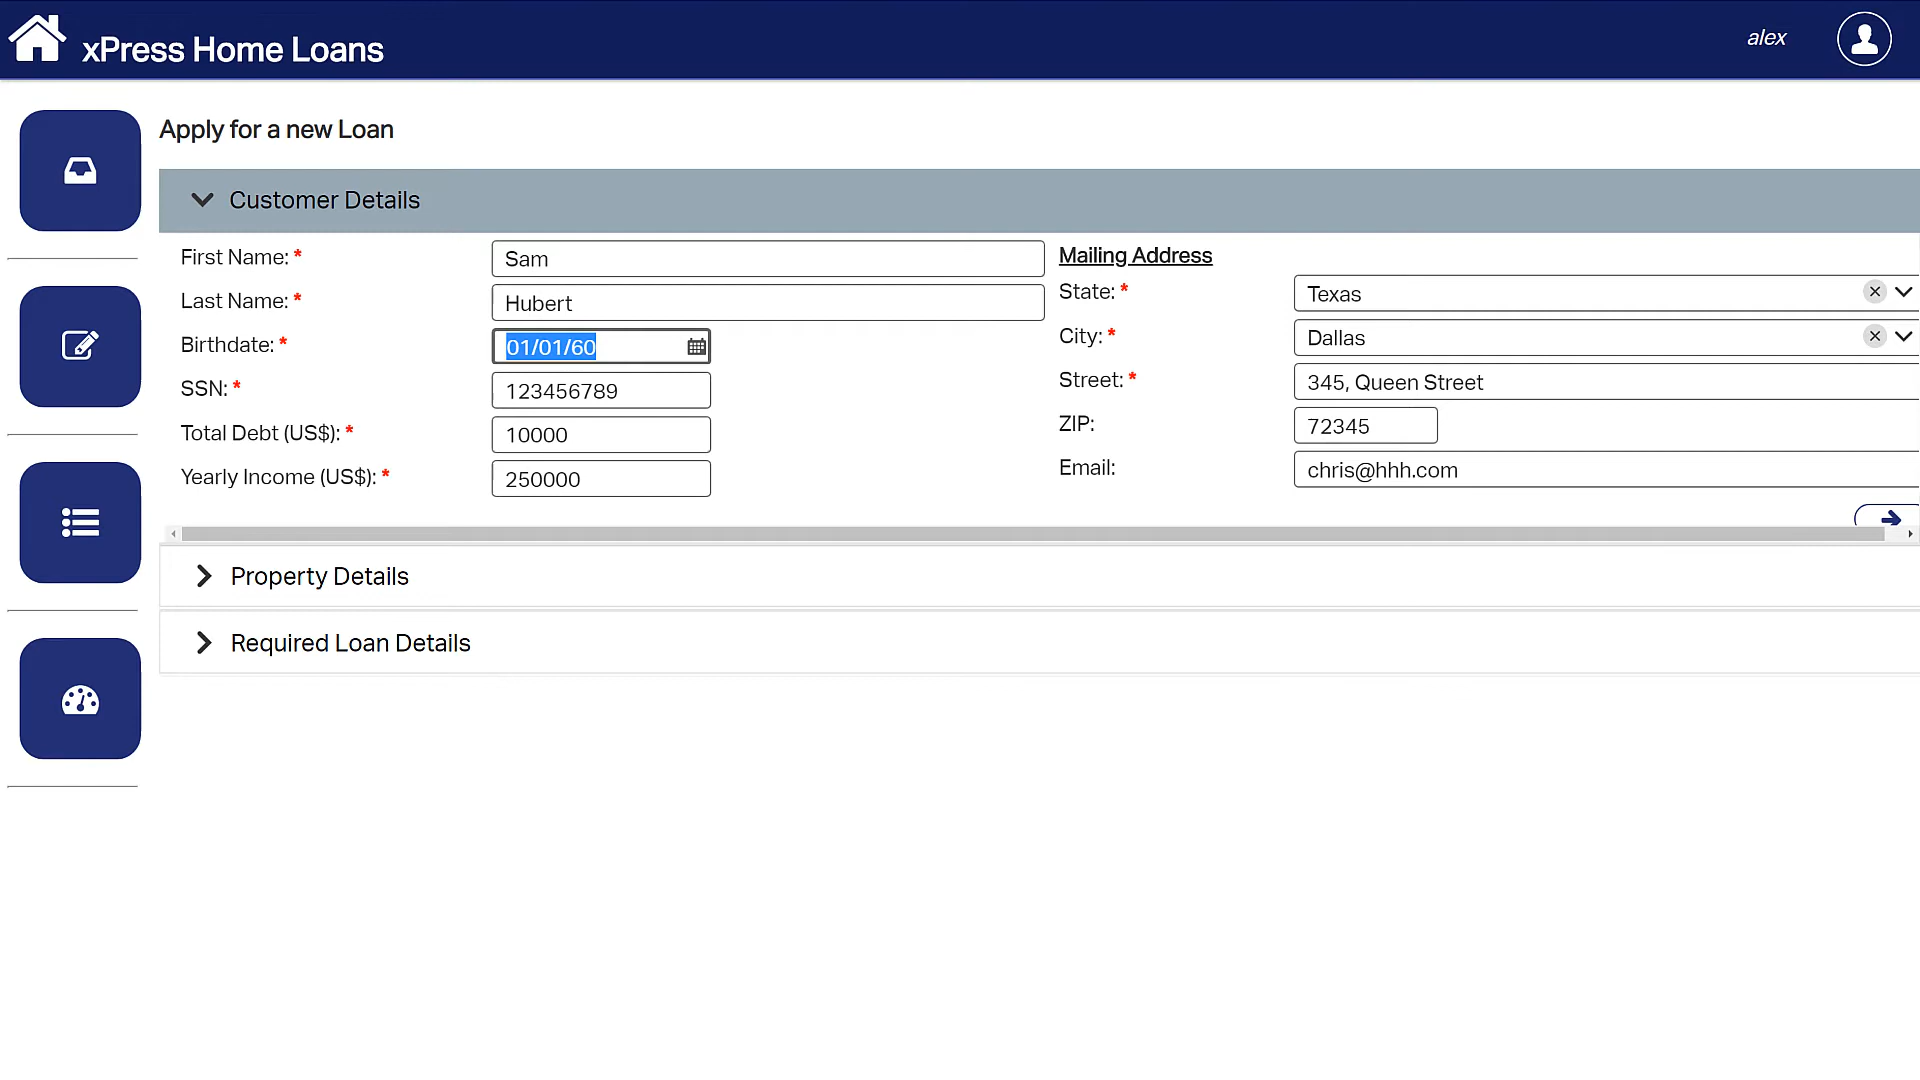 xPress Home Loans
alex
Apply for a new Loan
Customer Details
First Name: * Sam
Last Name: * Hubert
Birthdate: * 01/01/60
SSN: * 123456789
Total Debt (US$): * 10000
Yearly Income (US$): * 250000
Mailing Address
State: * Texas
City: * Dallas
Street: * 345, Queen Street
ZIP: 72345
Email: chris@hhh.com
Property Details
Required Loan Details